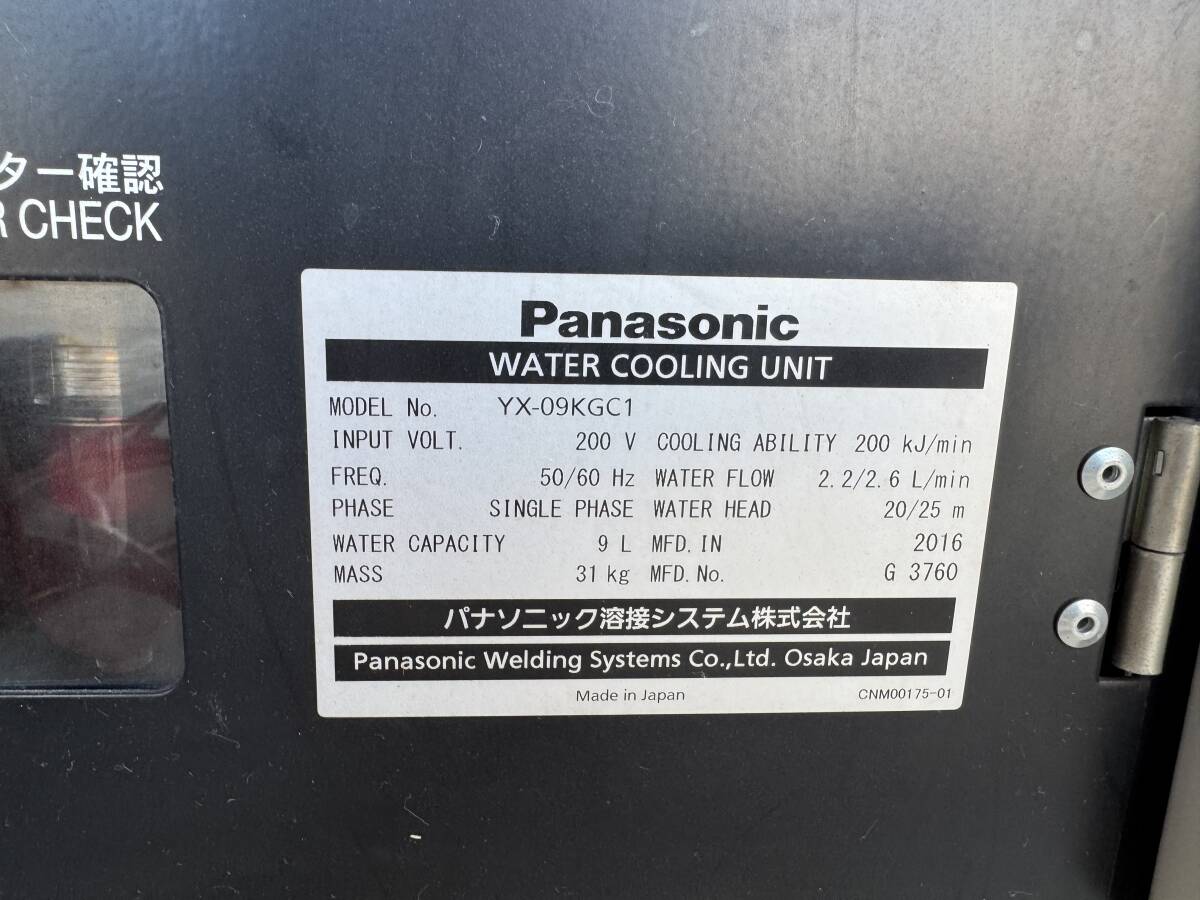 ター確認
R CHECK
Panasonic
WATER COOLING UNIT
MODEL No. YX-09KGC1
INPUT VOLT. 200 V COOLING ABILITY 200 kJ/min
FREQ. 50/60 Hz WATER FLOW 2.2/2.6 L/min
PHASE SINGLE PHASE WATER HEAD 20/25 m
WATER CAPACITY 9 L MFD. IN 2016
MASS 31 kg MFD. No. G 3760
パナソニック溶接システム株式会社
Panasonic Welding Systems Co.,Ltd. Osaka Japan
Made in Japan CNM00175-01